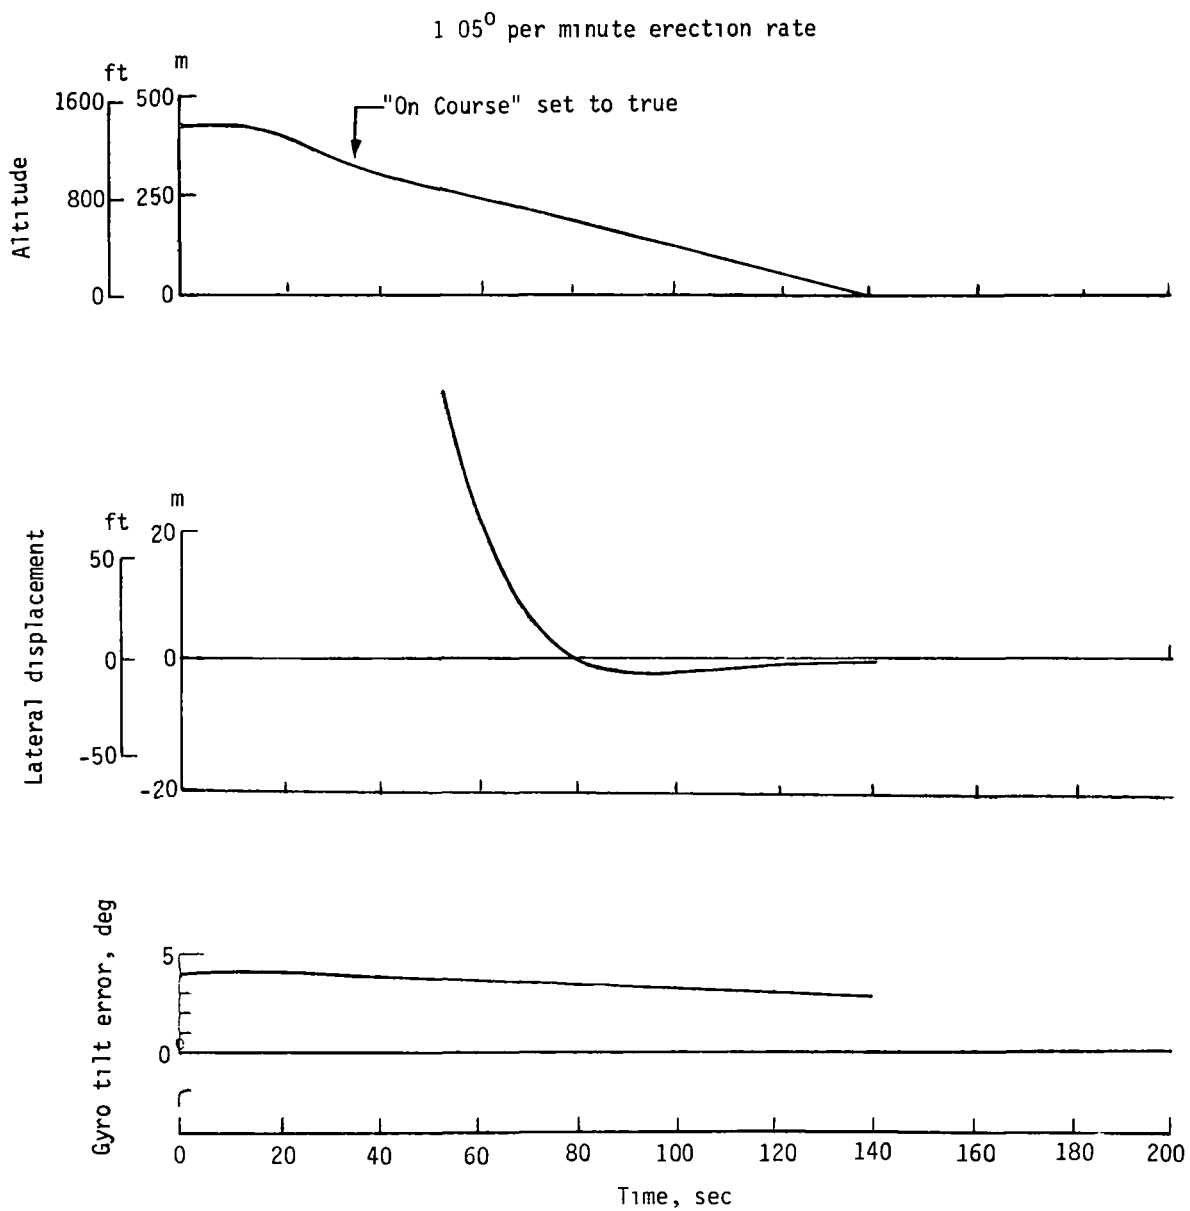 1 05° per minute erection rate
ft
m
1600
500
"On Course" set to true
800
250
0
0
Altitude
m
ft
20
50
0
0
-50
-20
Lateral displacement
5
0
Gyro tilt error, deg
0 20 40 60 80 100 120 140 160 180 200
Time, sec